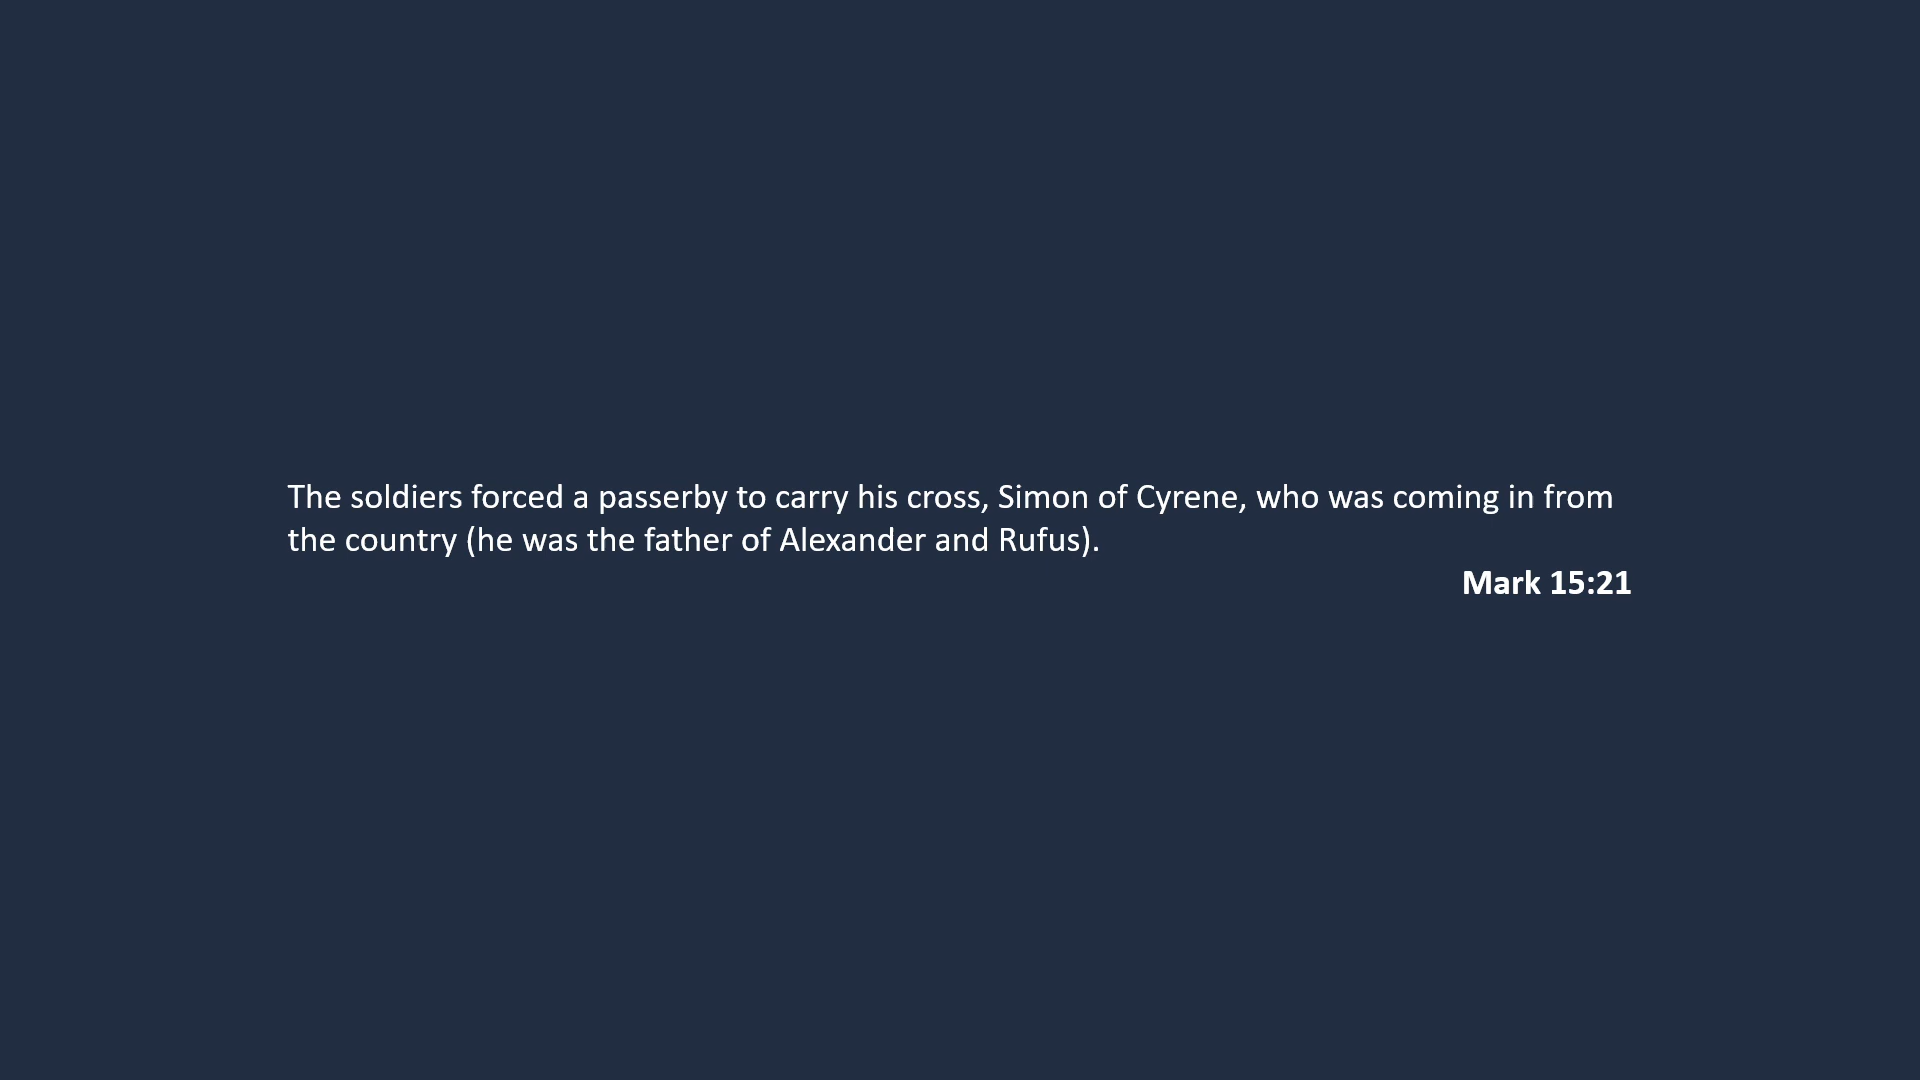 The soldiers forced a passerby to carry his cross, Simon of Cyrene, who was coming in from
the country (he was the father of Alexander and Rufus).
Mark 15:21